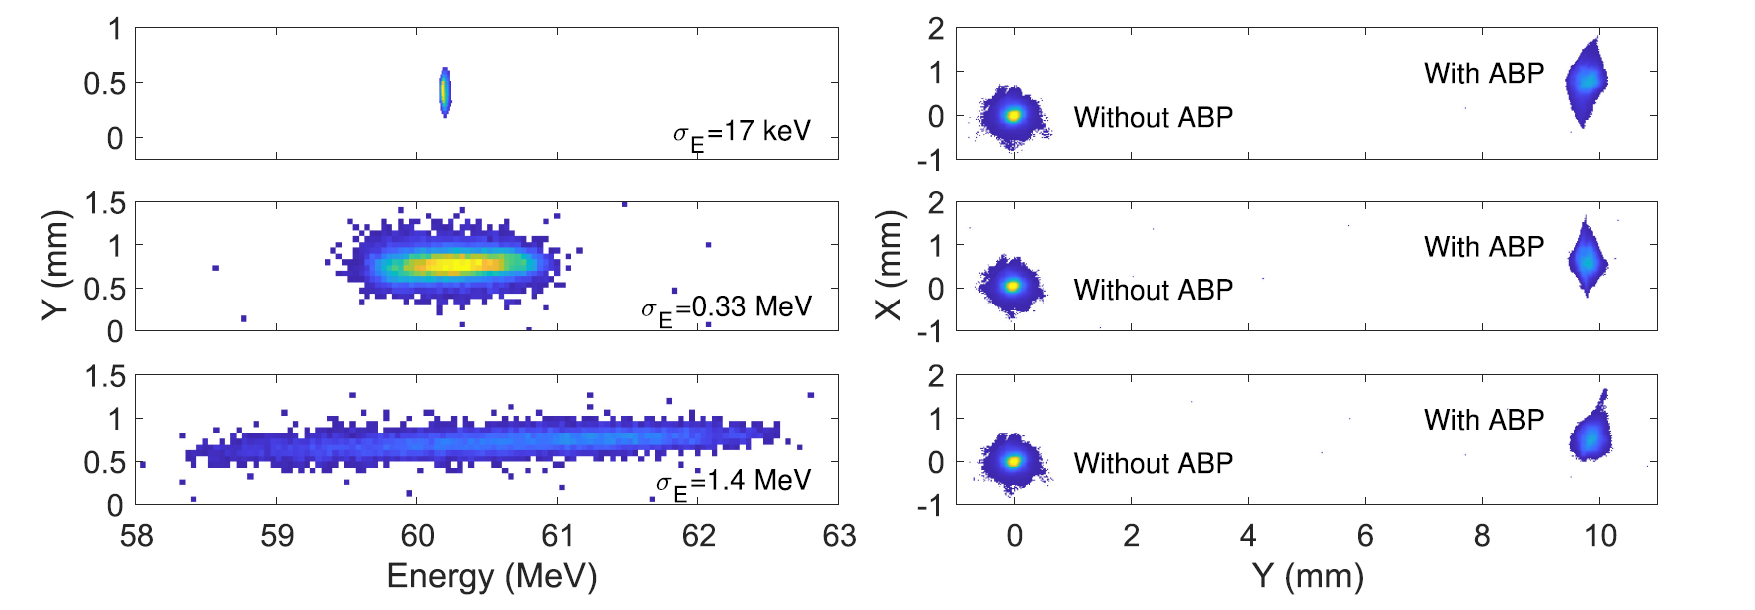 1
0.5
0
σE=17 keV
1.5
1
0.5
0
σE=0.33 MeV
Y (mm)
1.5
1
0.5
0
σE=1.4 MeV
58 59 60 61 62 63
Energy (MeV)
2
1
0
-1
Without ABP
With ABP
2
1
0
-1
Without ABP
With ABP
X (mm)
2
1
0
-1
Without ABP
With ABP
0 2 4 6 8 10
Y (mm)